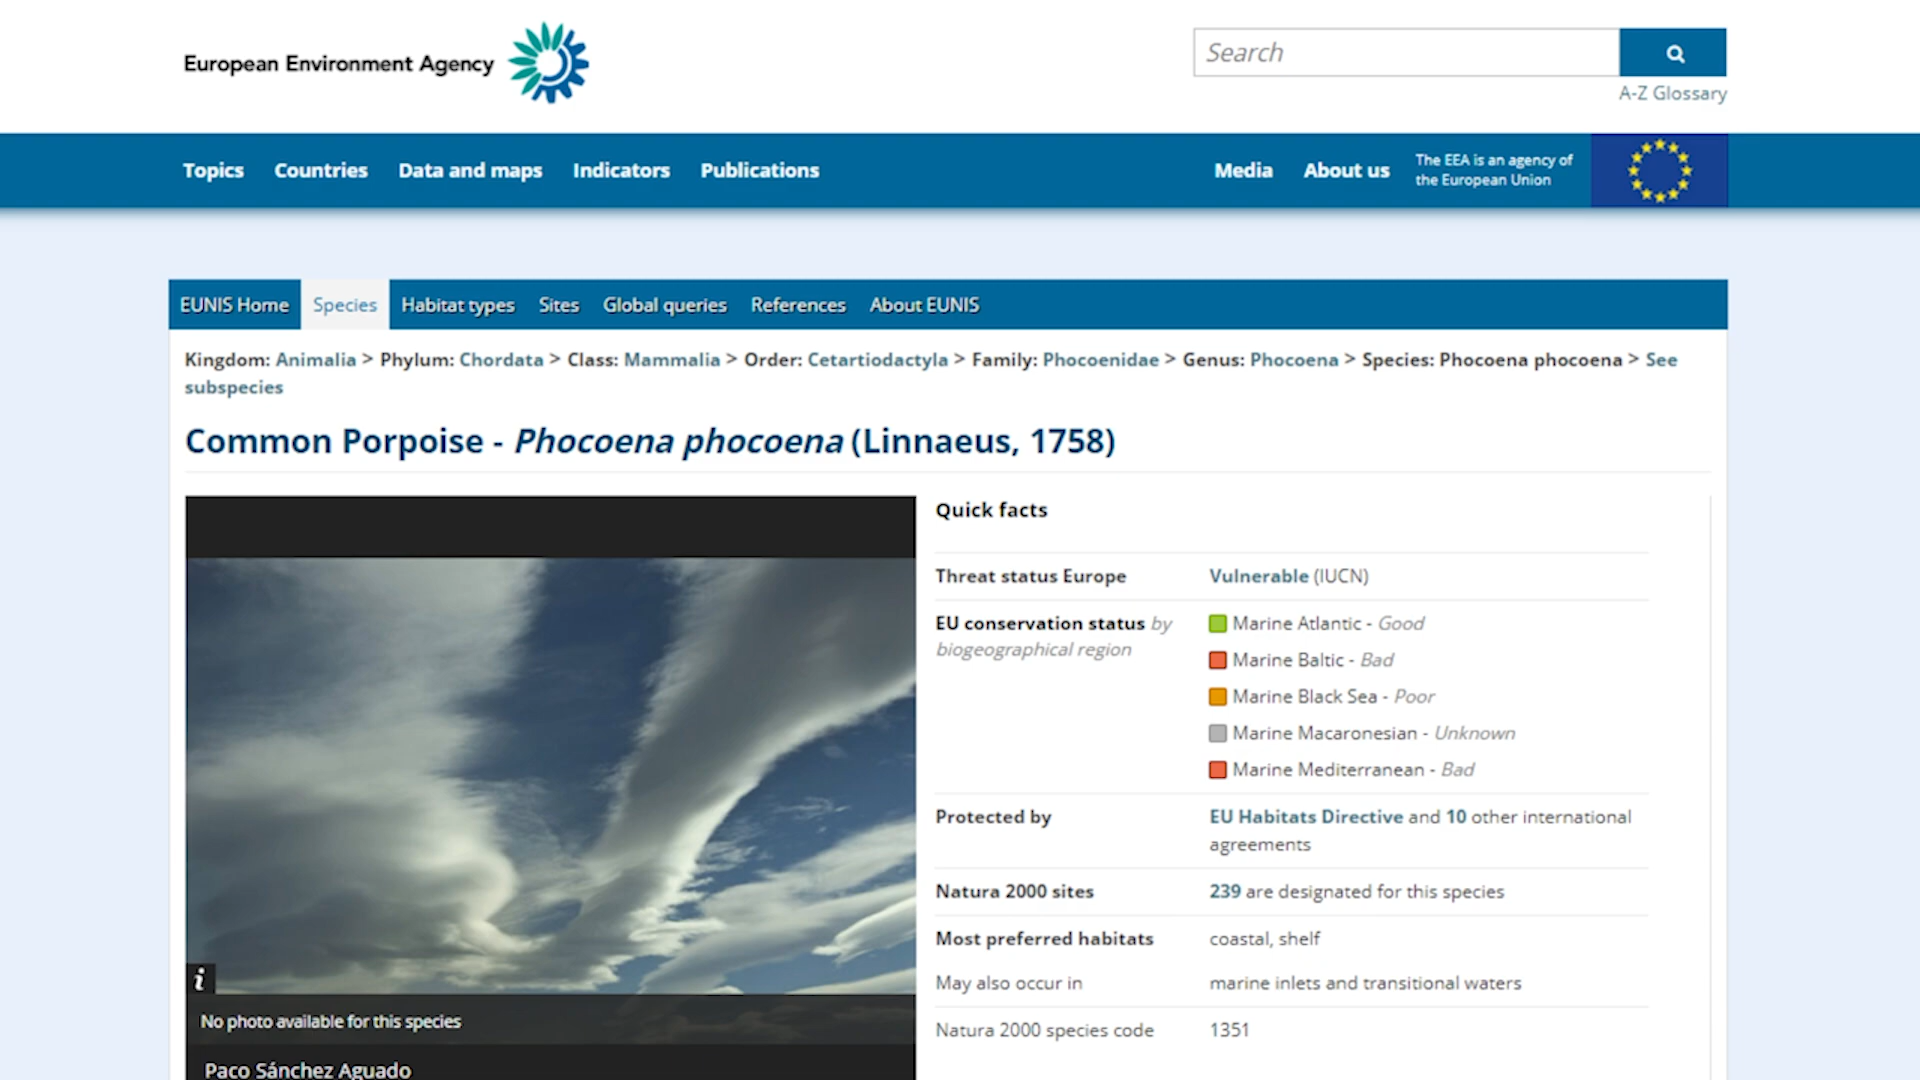 European Environment Agency
Search
A-Z Glossary
Topics Countries Data and maps Indicators Publications Media About us
The EEA is an agency of
the European Union
EUNIS Home Species Habitat types Sites Global queries References About EUNIS
Kingdom: Animalia > Phylum: Chordata > Class: Mammalia > Order: Cetartiodactyla > Family: Phocoenidae > Genus: Phocoena > Species: Phocoena phocoena > See
subspecies
Common Porpoise - Phocoena phocoena (Linnaeus, 1758)
i
No photo available for this species
Paco Sánchez Aguado
Quick facts
Threat status Europe Vulnerable (IUCN)
EU conservation status by
biogeographical region
Marine Atlantic - Good
Marine Baltic - Bad
Marine Black Sea - Poor
Marine Macaronesian - Unknown
Marine Mediterranean - Bad
Protected by EU Habitats Directive and 10 other international
agreements
Natura 2000 sites 239 are designated for this species
Most preferred habitats coastal, shelf
May also occur in marine inlets and transitional waters
Natura 2000 species code 1351